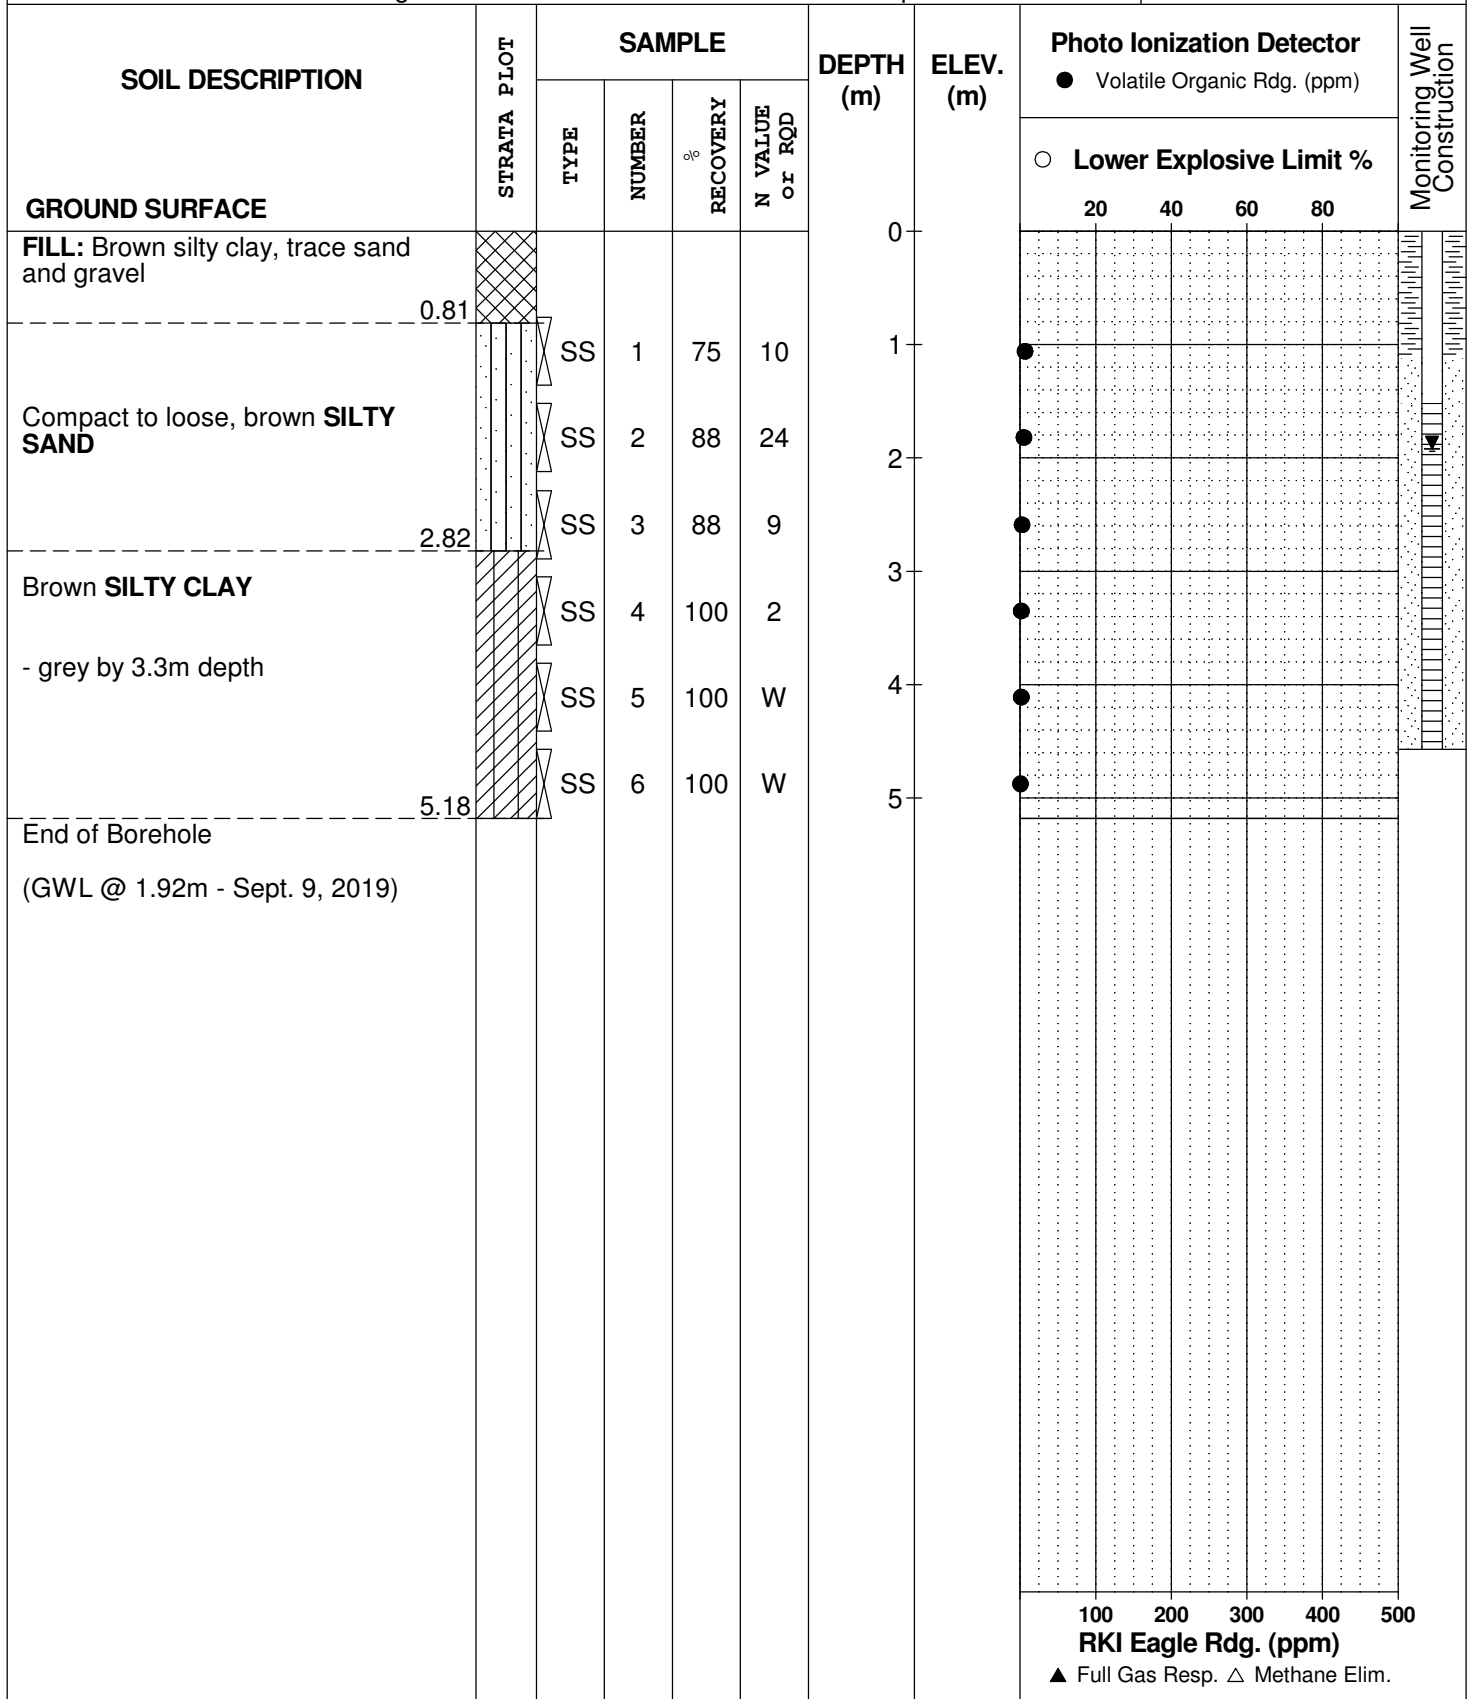 SOIL DESCRIPTION
GROUND SURFACE
STRATA PLOT
SAMPLE
TYPE
NUMBER
% RECOVERY
N VALUE or RQD
DEPTH (m)
ELEV. (m)
Photo Ionization Detector
● Volatile Organic Rdg. (ppm)
○ Lower Explosive Limit %
20 40 60 80
Monitoring Well Construction
0
FILL: Brown silty clay, trace sand
and gravel
0.81
SS 1 75 10
1
Compact to loose, brown SILTY
SAND
SS 2 88 24
2
SS 3 88 9
2.82
3
Brown SILTY CLAY
SS 4 100 2
- grey by 3.3m depth
4
SS 5 100 W
SS 6 100 W
5
5.18
End of Borehole
(GWL @ 1.92m - Sept. 9, 2019)
100 200 300 400 500
RKI Eagle Rdg. (ppm)
▲ Full Gas Resp. △ Methane Elim.